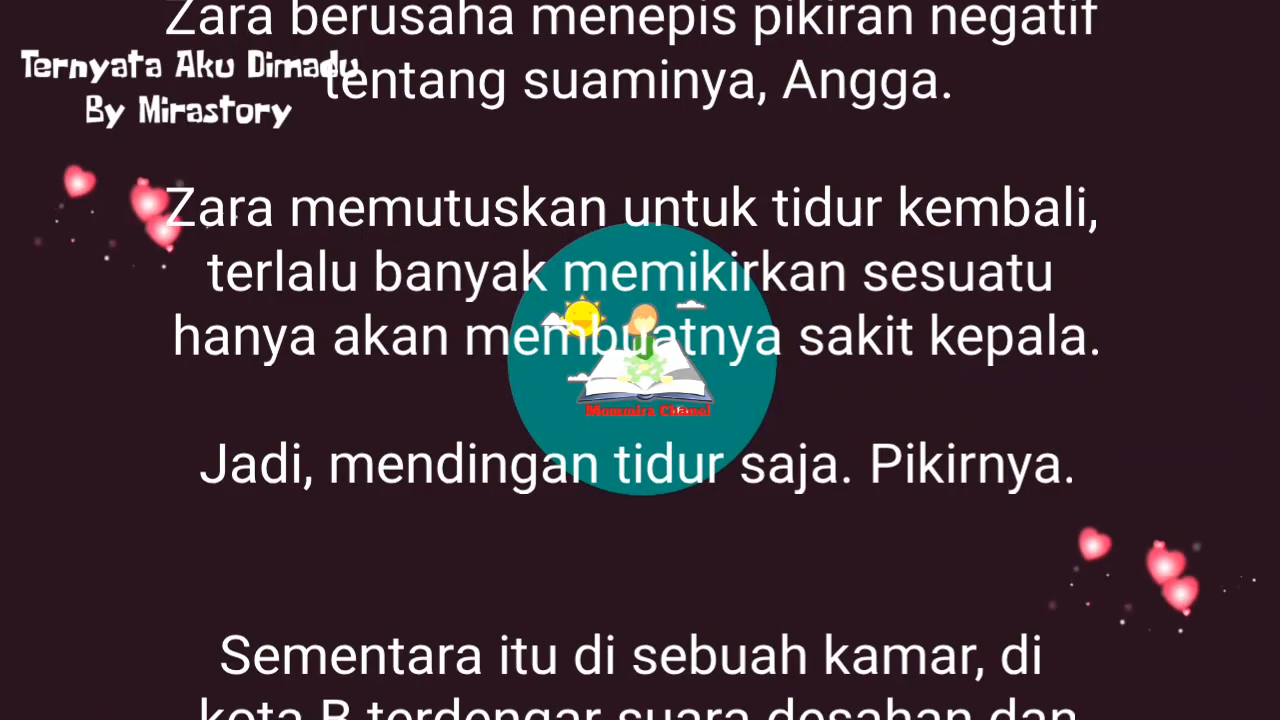 Zara berusaha menepis pikiran negatif
tentang suaminya, Angga.
Ternyata Aku Dimadu
By Mirastory
Zara memutuskan untuk tidur kembali,
terlalu banyak memikirkan sesuatu
hanya akan membuatnya sakit kepala.
Mommira Chanel
Jadi, mendingan tidur saja. Pikirnya.
Sementara itu di sebuah kamar, di
kota B terdengar suara desahan dan